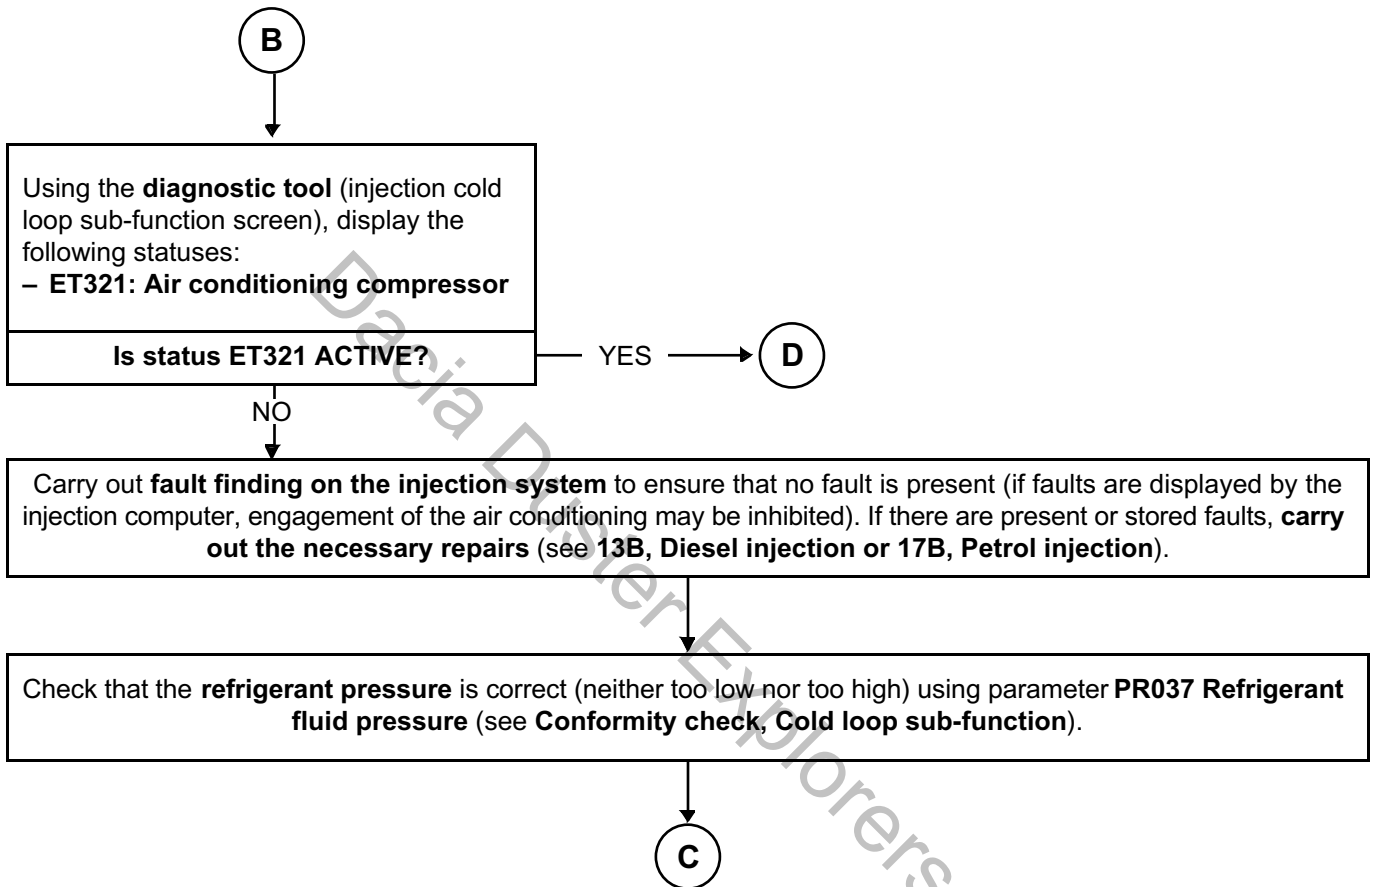 B
Using the diagnostic tool (injection cold
loop sub-function screen), display the
following statuses:
– ET321: Air conditioning compressor
Is status ET321 ACTIVE?
YES
D
NO
Carry out fault finding on the injection system to ensure that no fault is present (if faults are displayed by the
injection computer, engagement of the air conditioning may be inhibited). If there are present or stored faults, carry
out the necessary repairs (see 13B, Diesel injection or 17B, Petrol injection).
Check that the refrigerant pressure is correct (neither too low nor too high) using parameter PR037 Refrigerant
fluid pressure (see Conformity check, Cold loop sub-function).
C
Dacia Duster Explorers